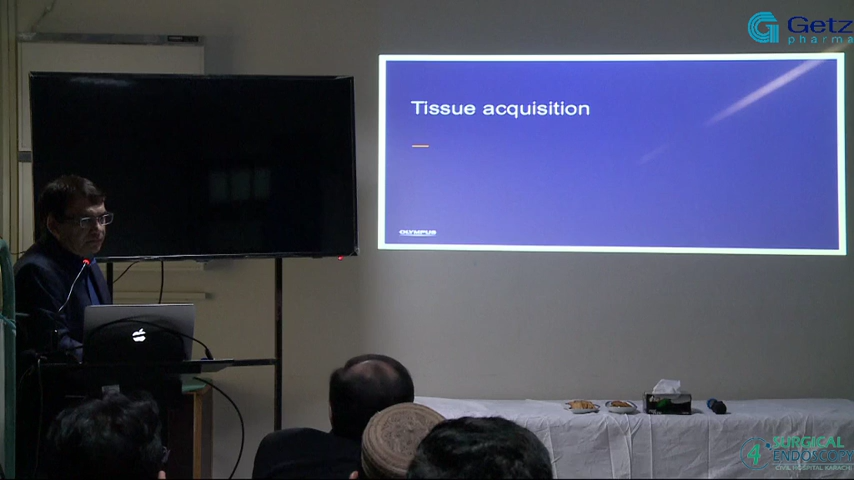 Getz
pharma
Tissue acquisition
OLYMPUS
SURGICAL
ENDOSCOPY
CIVIL HOSPITAL KARACHI